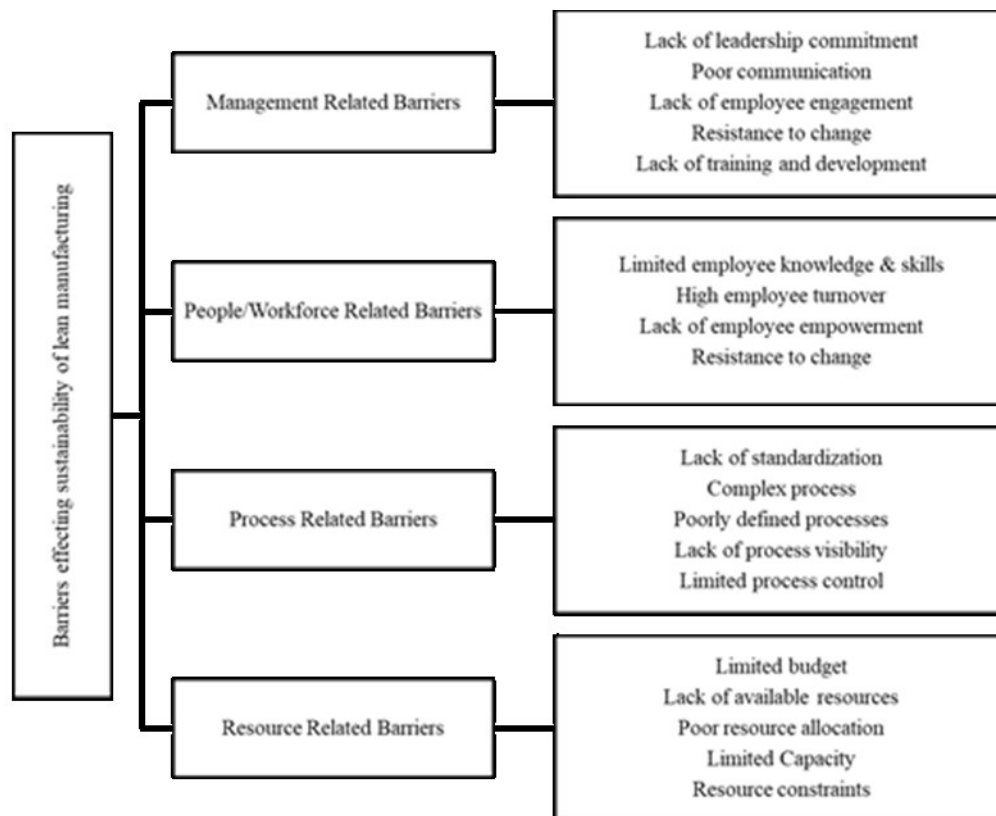 Barriers effecting sustainability of lean manufacturing
Management Related Barriers
Lack of leadership commitment
Poor communication
Lack of employee engagement
Resistance to change
Lack of training and development
People/Workforce Related Barriers
Limited employee knowledge & skills
High employee turnover
Lack of employee empowerment
Resistance to change
Process Related Barriers
Lack of standardization
Complex process
Poorly defined processes
Lack of process visibility
Limited process control
Resource Related Barriers
Limited budget
Lack of available resources
Poor resource allocation
Limited Capacity
Resource constraints